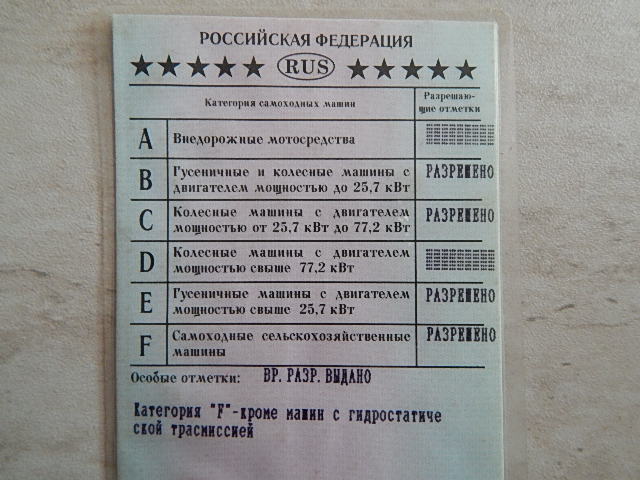 РОССИЙСКАЯ ФЕДЕРАЦИЯ
RUS
Категория самоходных машин
Разрешаю-
щие отметки
A Внедорожные мотосредства
B Гусеничные и колесные машины с РАЗРЕШЕНО
двигателем мощностью до 25,7 кВт
C Колесные машины с двигателем РАЗРЕШЕНО
мощностью от 25,7 кВт до 77,2 кВт
D Колесные машины с двигателем
мощностью свыше 77,2 кВт
E Гусеничные машины с двигателем РАЗРЕШЕНО
мощностью свыше 25,7 кВт
F Самоходные сельскохозяйственные РАЗРЕШЕНО
машины
Особые отметки: ВР. РАЗР. ВЫДАНО
Категория "F"-кроме машин с гидростатиче
ской трасмиссией